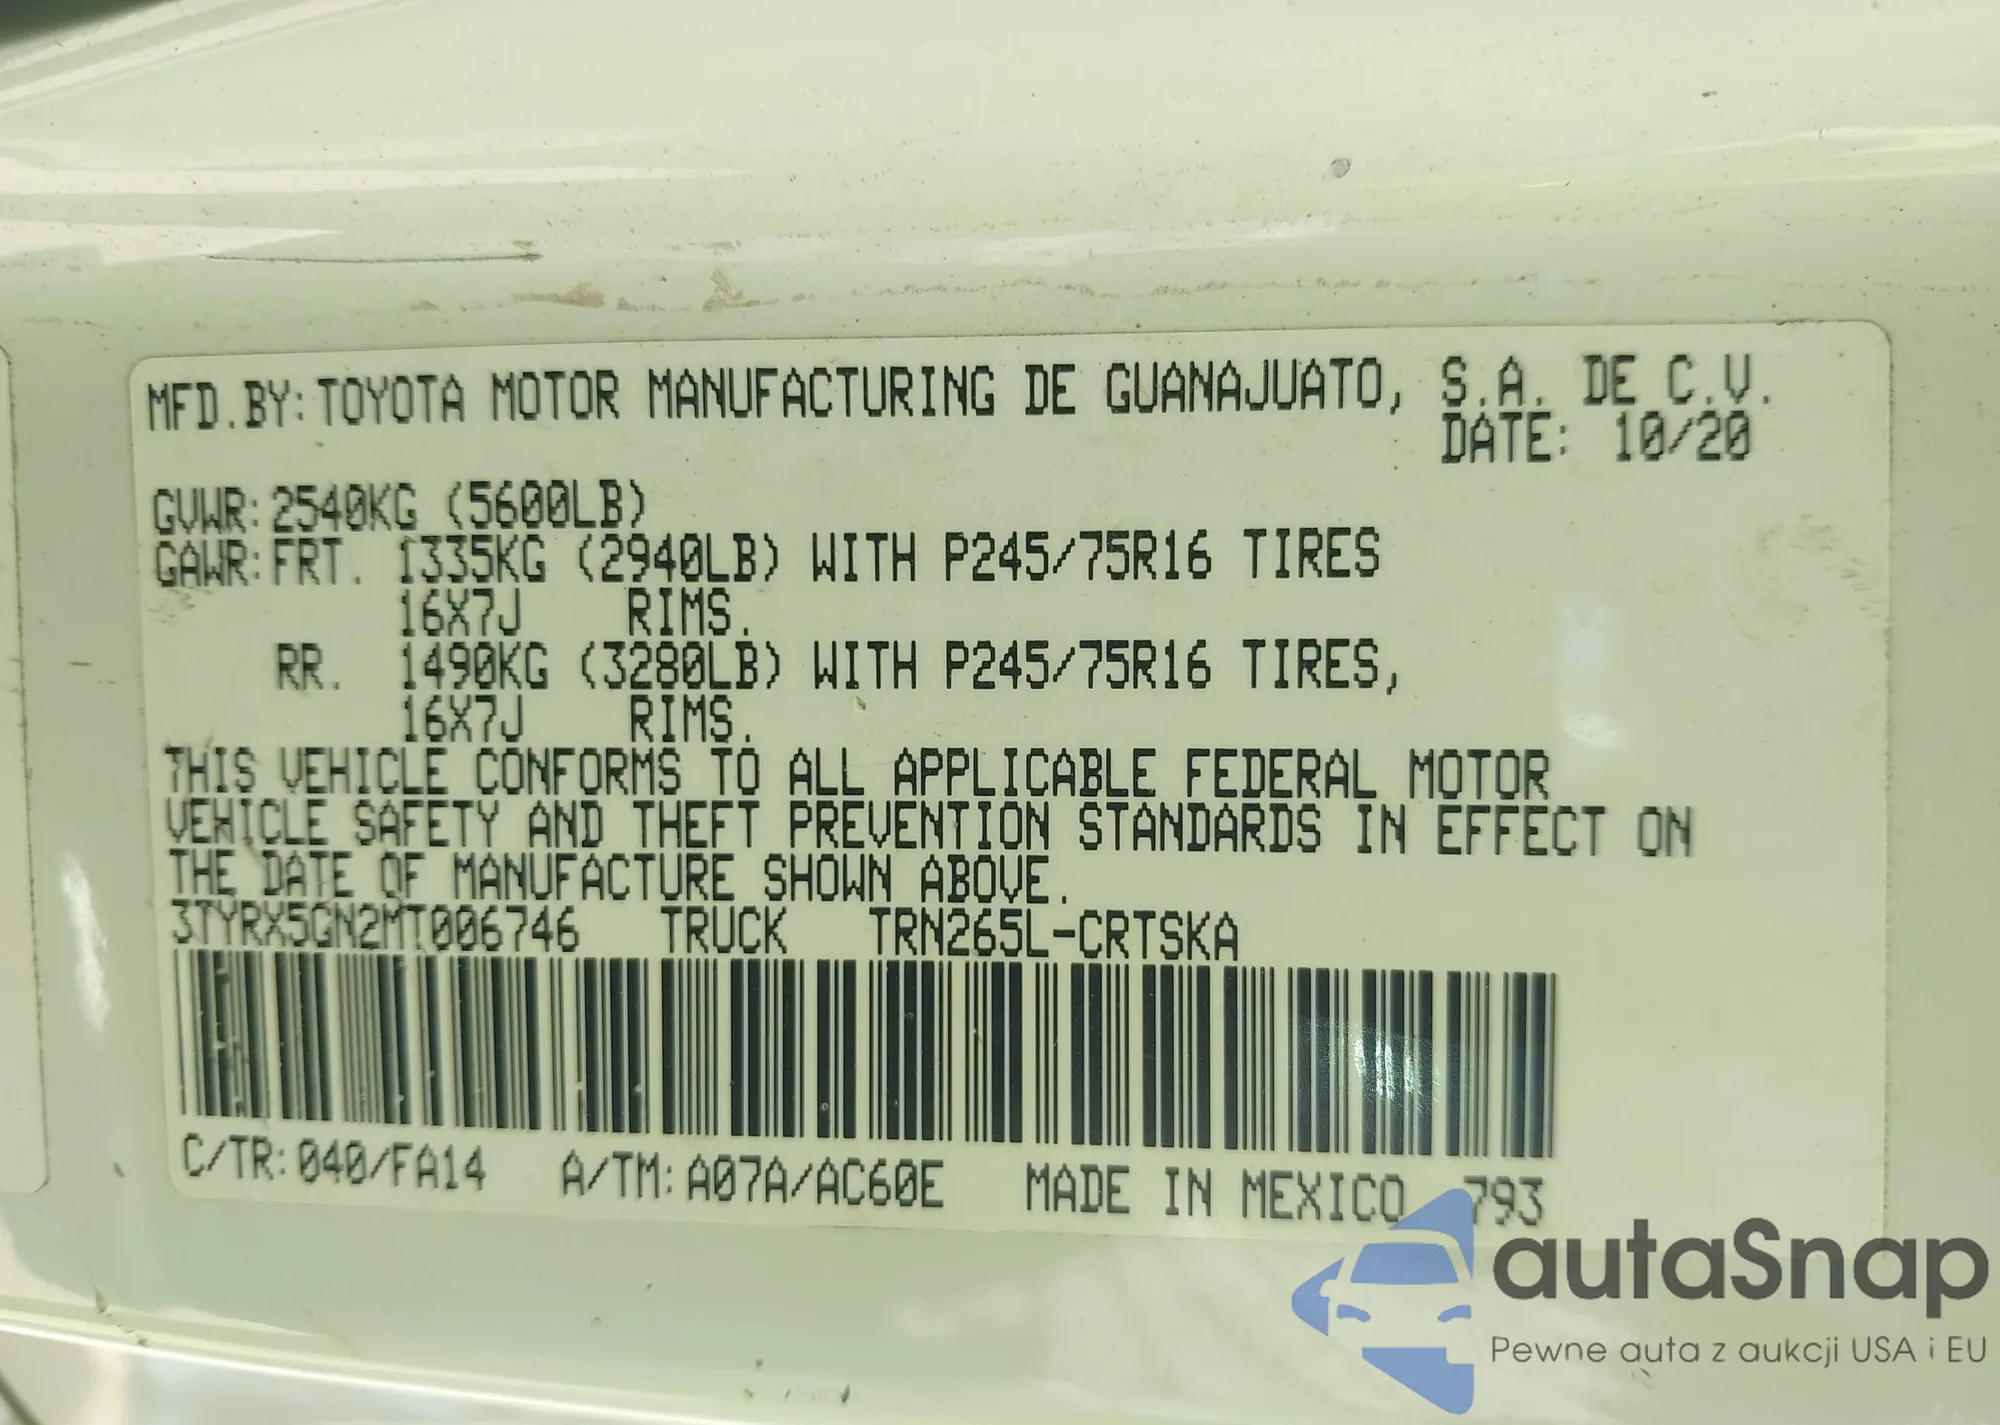 MFD.BY:TOYOTA MOTOR MANUFACTURING DE GUANAJUATO, S.A. DE C.V.
DATE: 10/20
GVWR:2540KG (5600LB)
GAWR:FRT. 1335KG (2940LB) WITH P245/75R16 TIRES
16X7J RIMS.
RR. 1490KG (3280LB) WITH P245/75R16 TIRES,
16X7J RIMS.
THIS VEHICLE CONFORMS TO ALL APPLICABLE FEDERAL MOTOR
VEHICLE SAFETY AND THEFT PREVENTION STANDARDS IN EFFECT ON
THE DATE OF MANUFACTURE SHOWN ABOVE.
3TYRX5GN2MT006746 TRUCK TRN265L-CRTSKA
C/TR:040/FA14 A/TM:A07A/AC60E MADE IN MEXICO 793
autaSnap
Pewne auta z aukcji USA i EU